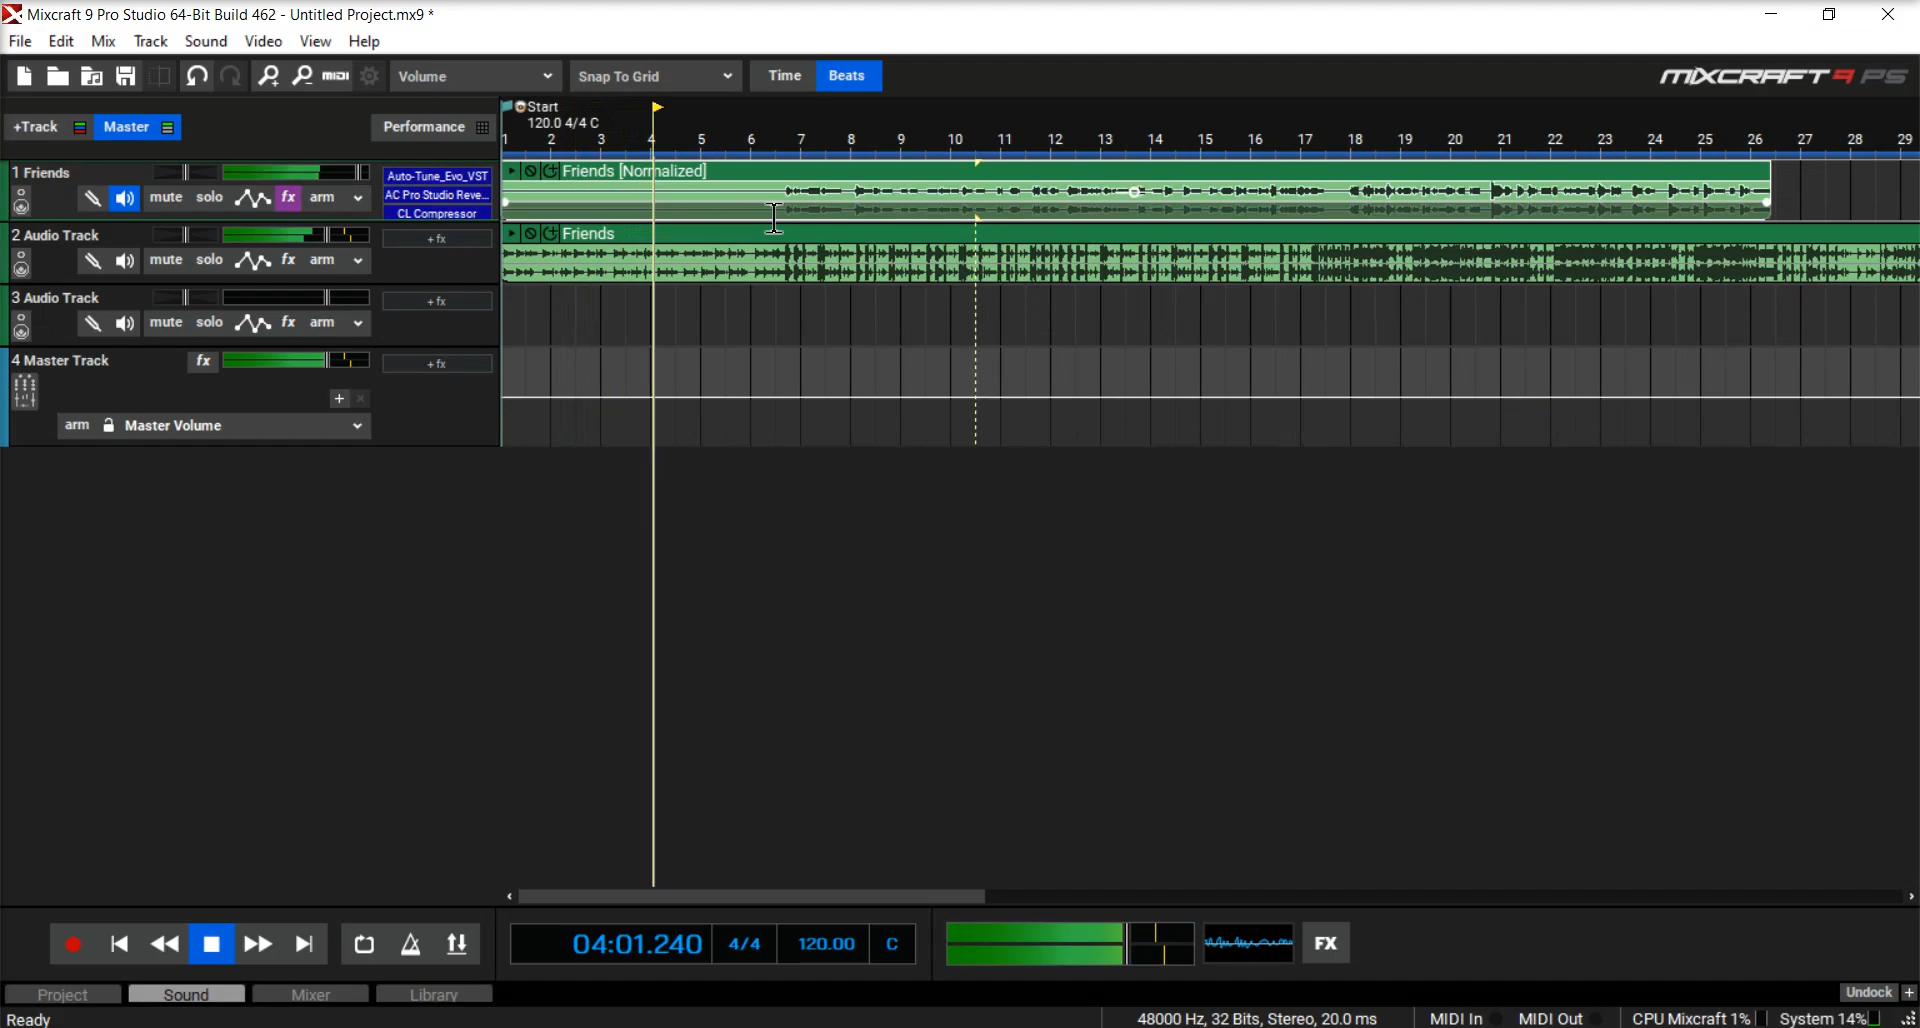 Mixcraft 9 Pro Studio 64-Bit Build 462 - Untitled Project.mx9 *
File Edit Mix Track Sound Video View Help
MIDI Volume Snap To Grid Time Beats MIXCRAFT 9 PS
+Track Master Performance
Start
120.0 4/4 C
1 2 3 4 5 6 7 8 9 10 11 12 13 14 15 16 17 18 19 20 21 22 23 24 25 26 27 28 29
1 Friends Auto-Tune_Evo_VST Friends [Normalized]
mute solo fx arm AC Pro Studio Reve...
CL Compressor
2 Audio Track +fx Friends
mute solo fx arm
3 Audio Track +fx
mute solo fx arm
4 Master Track fx +fx
+ ×
arm Master Volume
04:01.240 4/4 120.00 C FX
Project Sound Mixer Library Undock +
Ready 48000 Hz, 32 Bits, Stereo, 20.0 ms MIDI In MIDI Out CPU Mixcraft 1% System 14%